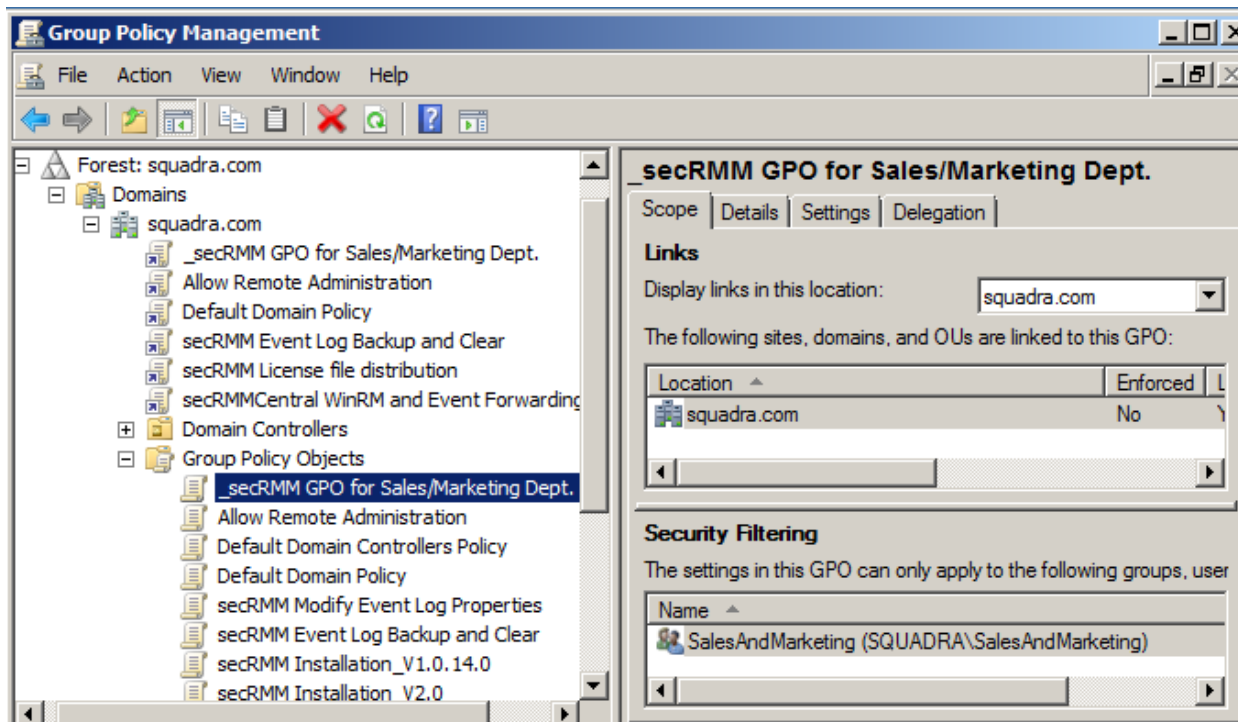 Group Policy Management
File Action View Window Help
Forest: squadra.com
Domains
squadra.com
_secRMM GPO for Sales/Marketing Dept.
Allow Remote Administration
Default Domain Policy
secRMM Event Log Backup and Clear
secRMM License file distribution
secRMMCentral WinRM and Event Forwarding
Domain Controllers
Group Policy Objects
_secRMM GPO for Sales/Marketing Dept.
Allow Remote Administration
Default Domain Controllers Policy
Default Domain Policy
secRMM Modify Event Log Properties
secRMM Event Log Backup and Clear
secRMM Installation_V1.0.14.0
secRMM Installation_V2.0
_secRMM GPO for Sales/Marketing Dept.
Scope Details Settings Delegation
Links
Display links in this location: squadra.com
The following sites, domains, and OUs are linked to this GPO:
Location Enforced L
squadra.com No Y
Security Filtering
The settings in this GPO can only apply to the following groups, user
Name
SalesAndMarketing (SQUADRA\SalesAndMarketing)